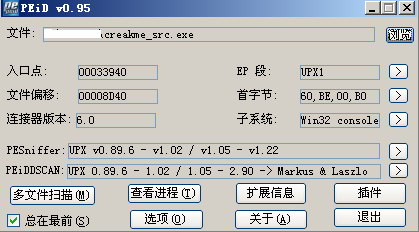 PEiD v0.95
文件: creakme_src.exe 浏览
入口点: 00033940 EP 段: UPX1 >
文件偏移: 00008D40 首字节: 60,BE,00,B0 >
连接器版本: 6.0 子系统: Win32 console >
PESniffer: UPX v0.89.6 - v1.02 / v1.05 - v1.22 >
PEiDDSCAN: UPX 0.89.6 - 1.02 / 1.05 - 2.90 -> Markus & Laszlo >
多文件扫描(M) 查看进程(T) 扩展信息 插件
总在最前(S) 选项(O) 关于(A) 退出